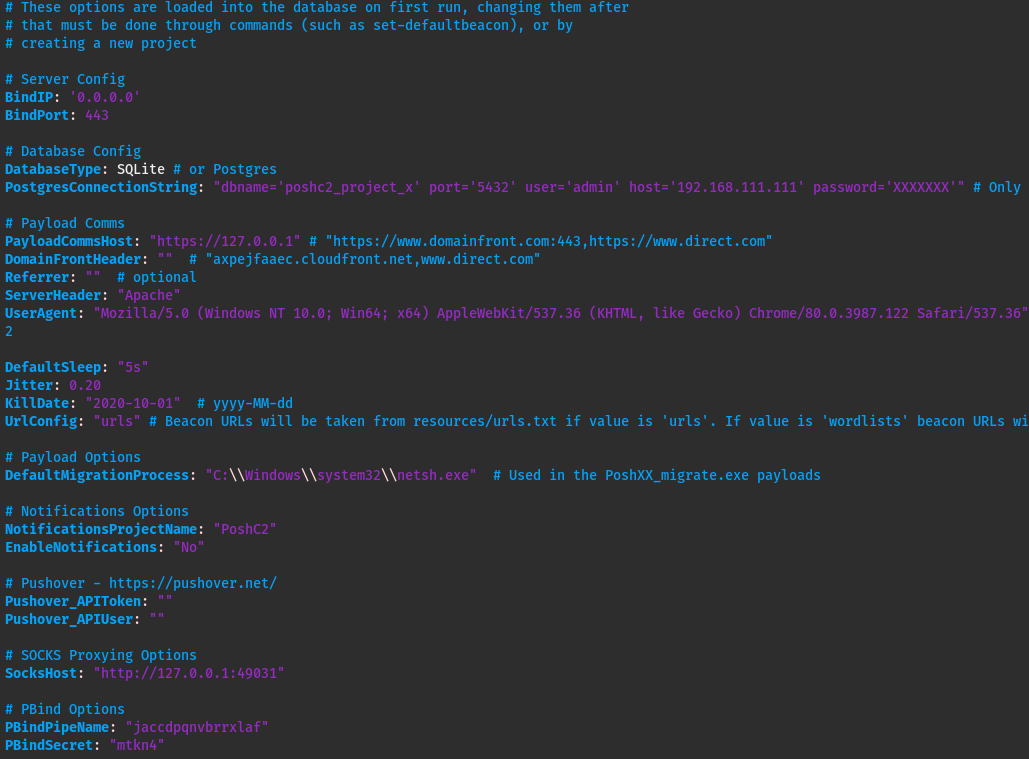 # These options are loaded into the database on first run, changing them after
# that must be done through commands (such as set-defaultbeacon), or by
# creating a new project
# Server Config
BindIP: '0.0.0.0'
BindPort: 443
# Database Config
DatabaseType: SQLite # or Postgres
PostgresConnectionString: "dbname='poshc2_project_x' port='5432' user='admin' host='192.168.111.111' password='XXXXXXX'" # Only
# Payload Comms
PayloadCommsHost: "https://127.0.0.1" # "https://www.domainfront.com:443,https://www.direct.com"
DomainFrontHeader: ""  # "axpejfaaec.cloudfront.net,www.direct.com"
Referrer: ""  # optional
ServerHeader: "Apache"
UserAgent: "Mozilla/5.0 (Windows NT 10.0; Win64; x64) AppleWebKit/537.36 (KHTML, like Gecko) Chrome/80.0.3987.122 Safari/537.36"
2
DefaultSleep: "5s"
Jitter: 0.20
KillDate: "2020-10-01"  # yyyy-MM-dd
UrlConfig: "urls" # Beacon URLs will be taken from resources/urls.txt if value is 'urls'. If value is 'wordlists' beacon URLs wi
# Payload Options
DefaultMigrationProcess: "C:\\Windows\\system32\\netsh.exe"  # Used in the PoshXX_migrate.exe payloads
# Notifications Options
NotificationsProjectName: "PoshC2"
EnableNotifications: "No"
# Pushover - https://pushover.net/
Pushover_APIToken: ""
Pushover_APIUser: ""
# SOCKS Proxying Options
SocksHost: "http://127.0.0.1:49031"
# PBind Options
PBindPipeName: "jaccdpqnvbrrxlaf"
PBindSecret: "mtkn4"